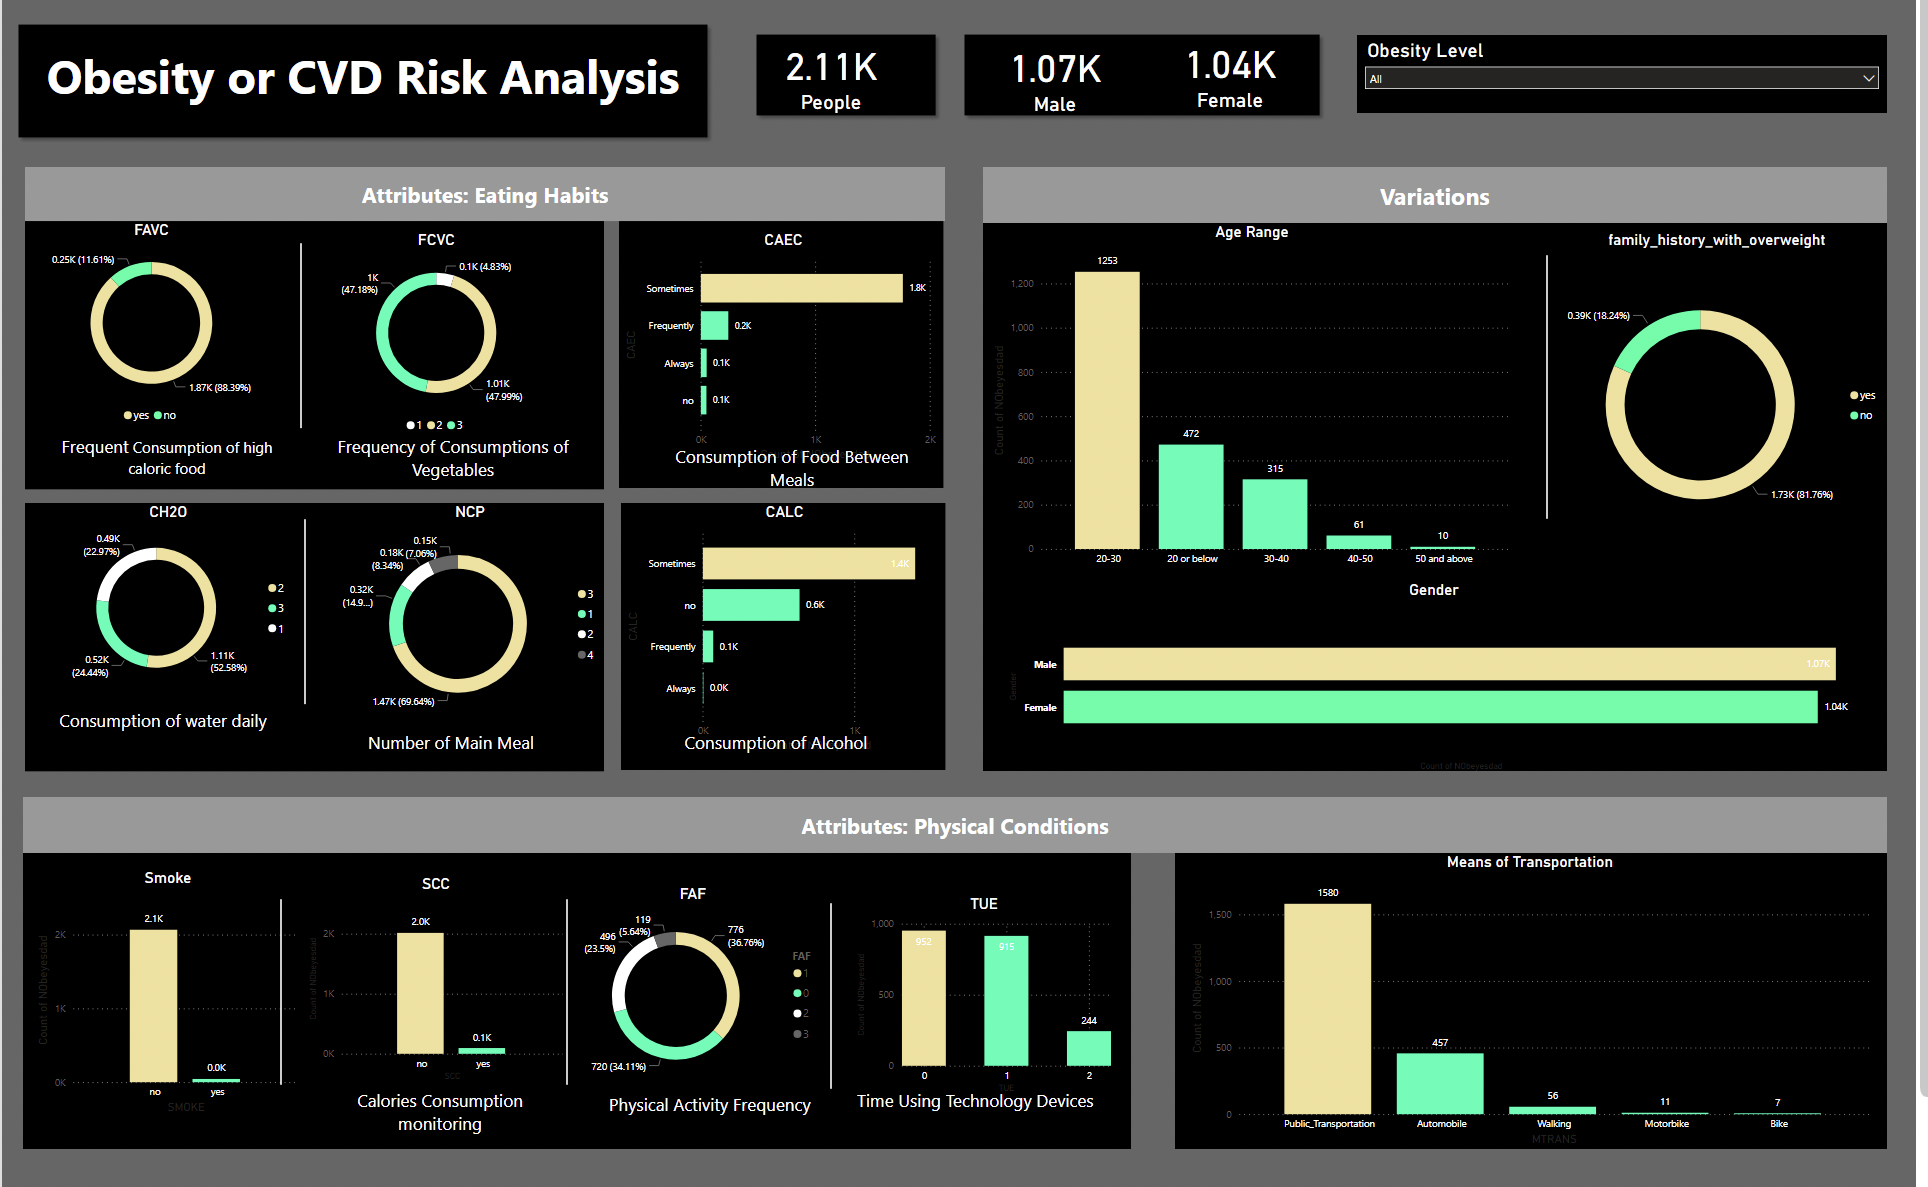 Obesity or CVD Risk Analysis
2.11K
People
1.07K
Male
1.04K
Female
Obesity Level
All
Attributes: Eating Habits
FAVC
0.25K (11.61%)
1.87K (88.39%)
yes no
Frequent Consumption of high
caloric food
FCVC
0.1K (4.83%)
1K
(47.18%)
1.01K
(47.99%)
1 2 3
Frequency of Consumptions of
Vegetables
CAEC
CAEC
Sometimes
1.8K
Frequently
0.2K
Always
0.1K
no
0.1K
0K 1K 2K
Consumption of Food Between
Meals
CH2O
0.49K
(22.97%)
0.52K
(24.44%)
1.11K
(52.58%)
2
3
1
Consumption of water daily
NCP
0.15K
(7.06%)
0.18K
(8.34%)
0.32K
(14.9...)
1.47K (69.64%)
3
1
2
4
Number of Main Meal
CALC
CALC
Sometimes
1.4K
no
0.6K
Frequently
0.1K
Always
0.0K
0K 1K
Consumption of Alcohol
Variations
Age Range
Count of NObeyesdad
1,200
1,000
800
600
400
200
0
1253
472
315
61
10
20-30
20 or below
30-40
40-50
50 and above
family_history_with_overweight
0.39K (18.24%)
1.73K (81.76%)
yes
no
Gender
Gender
Male
1.07K
Female
1.04K
Count of NObeyesdad
Attributes: Physical Conditions
Smoke
Count of NObeyesdad
2K
1K
0K
2.1K
0.0K
no yes
SMOKE
SCC
Count of NObeyesdad
2K
1K
0K
2.0K
0.1K
no yes
SCC
Calories Consumption
monitoring
FAF
119
(5.64%)
496
(23.5%)
776
(36.76%)
720 (34.11%)
FAF
1
0
2
3
Physical Activity Frequency
TUE
Count of NObeyesdad
1,000
500
0
952
915
244
0 1 2
TUE
Time Using Technology Devices
Means of Transportation
Count of NObeyesdad
1,500
1,000
500
0
1580
457
56
11
7
Public_Transportation
Automobile
Walking
Motorbike
Bike
MTRANS